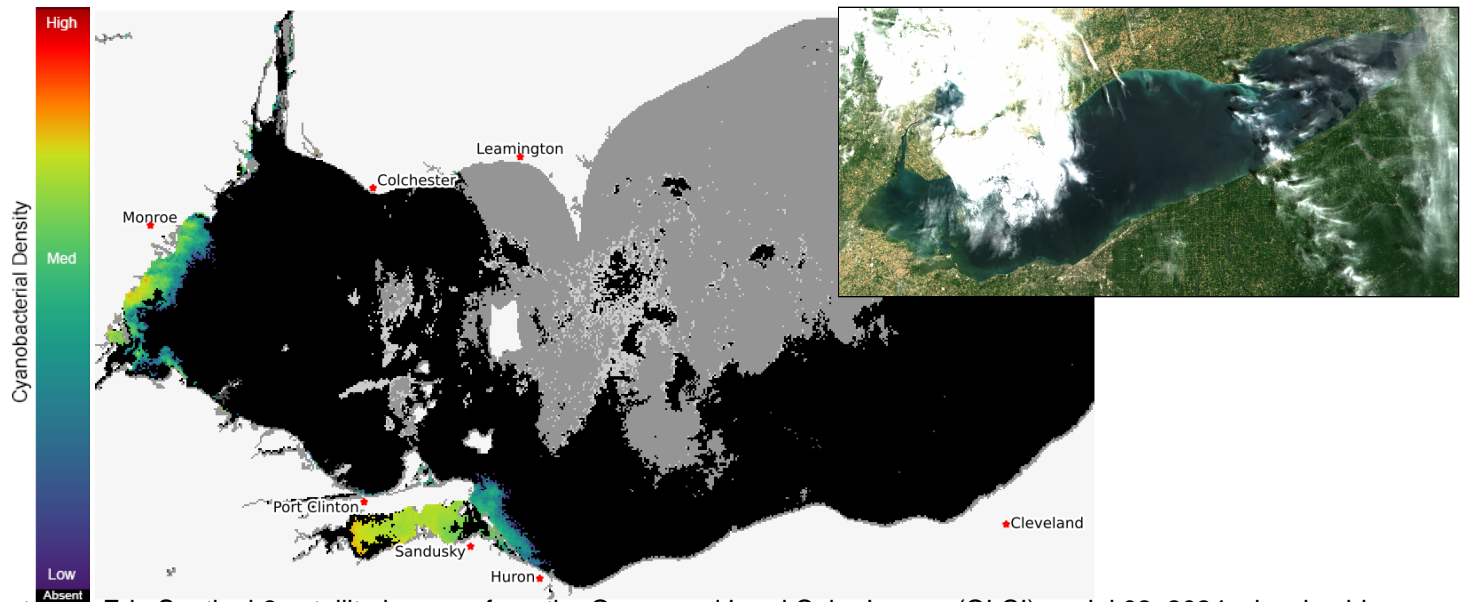 High
Leamington
Colchester
Monroe
Cyanobacterial Density
Med
Port Clinton
Sandusky
Cleveland
Huron
Low
Absent